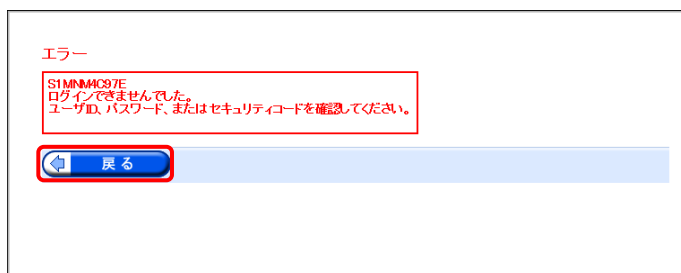 エラー
S1MNM4C97E
ログインできませんでした。
ユーザID、パスワード、またはセキュリティコードを確認してください。
戻る